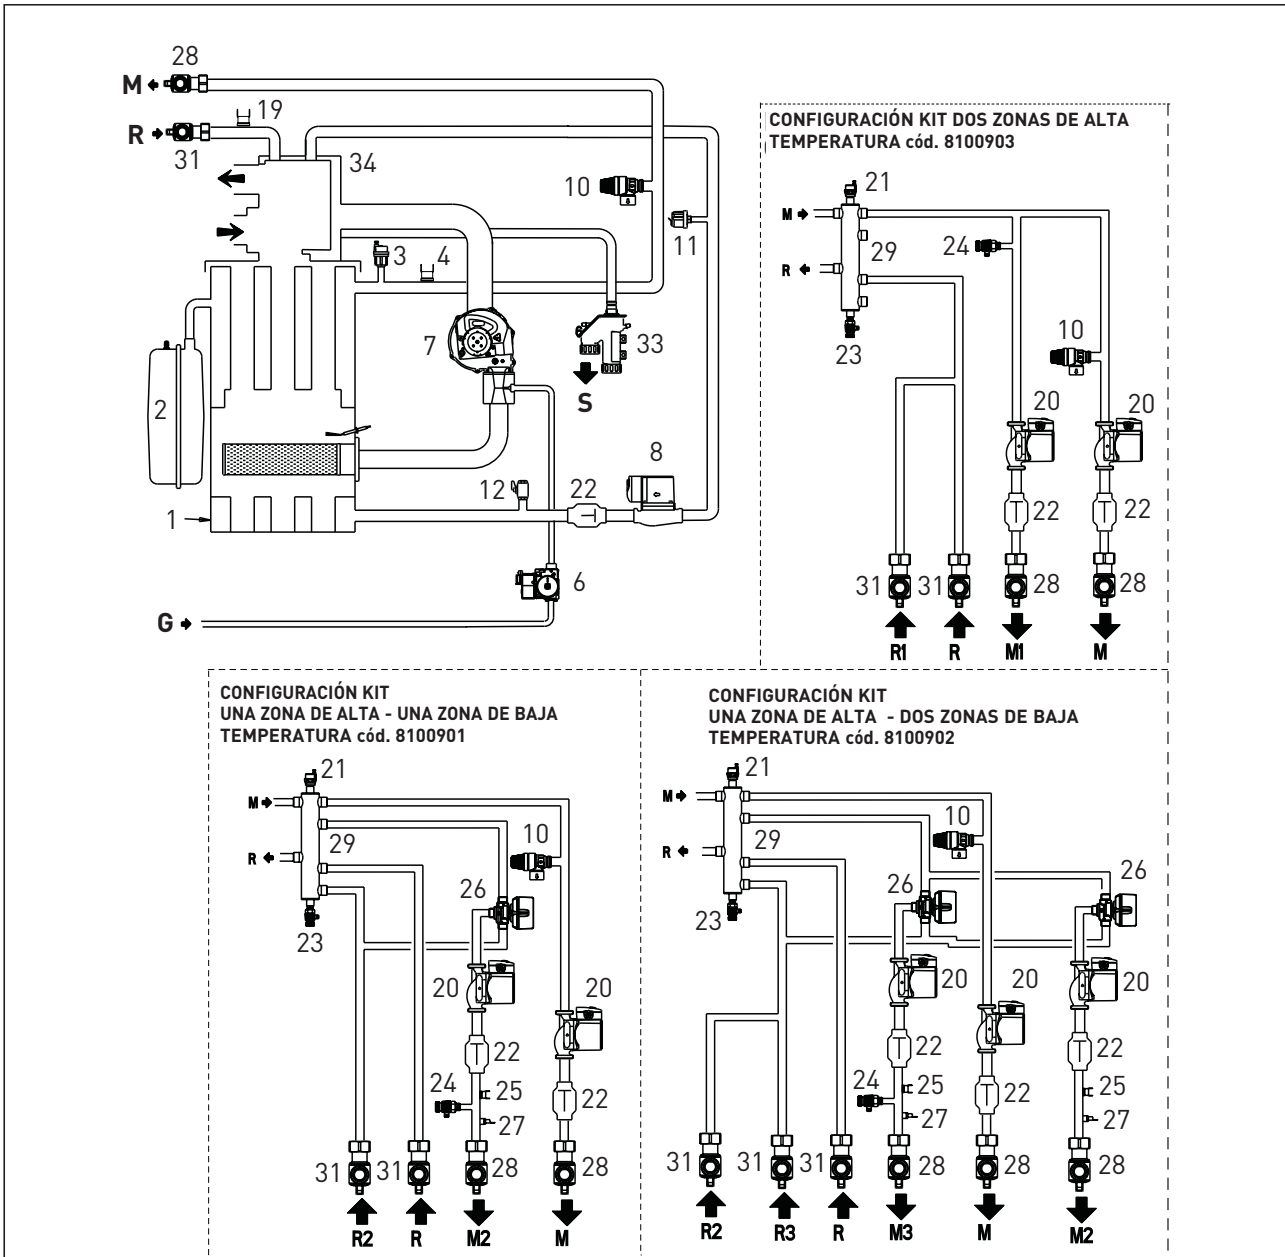 28
M
19
R
31
34
10
11
3
4
7
33
S
2
8
12
22
1
6
G
CONFIGURACIÓN KIT DOS ZONAS DE ALTA
TEMPERATURA cód. 8100903
21
M
24
29
R
10
23
20
20
22
22
31
31
28
28
R1
R
M1
M
CONFIGURACIÓN KIT
UNA ZONA DE ALTA - UNA ZONA DE BAJA
TEMPERATURA cód. 8100901
21
M
10
29
R
26
23
20
20
22
24
25
22
27
31
31
28
28
R2
R
M2
M
CONFIGURACIÓN KIT
UNA ZONA DE ALTA - DOS ZONAS DE BAJA
TEMPERATURA cód. 8100902
21
M
10
29
R
26
26
23
20
20
20
22
22
24
25
22
25
27
27
31
31
31
28
28
28
R2
R3
R
M3
M
M2